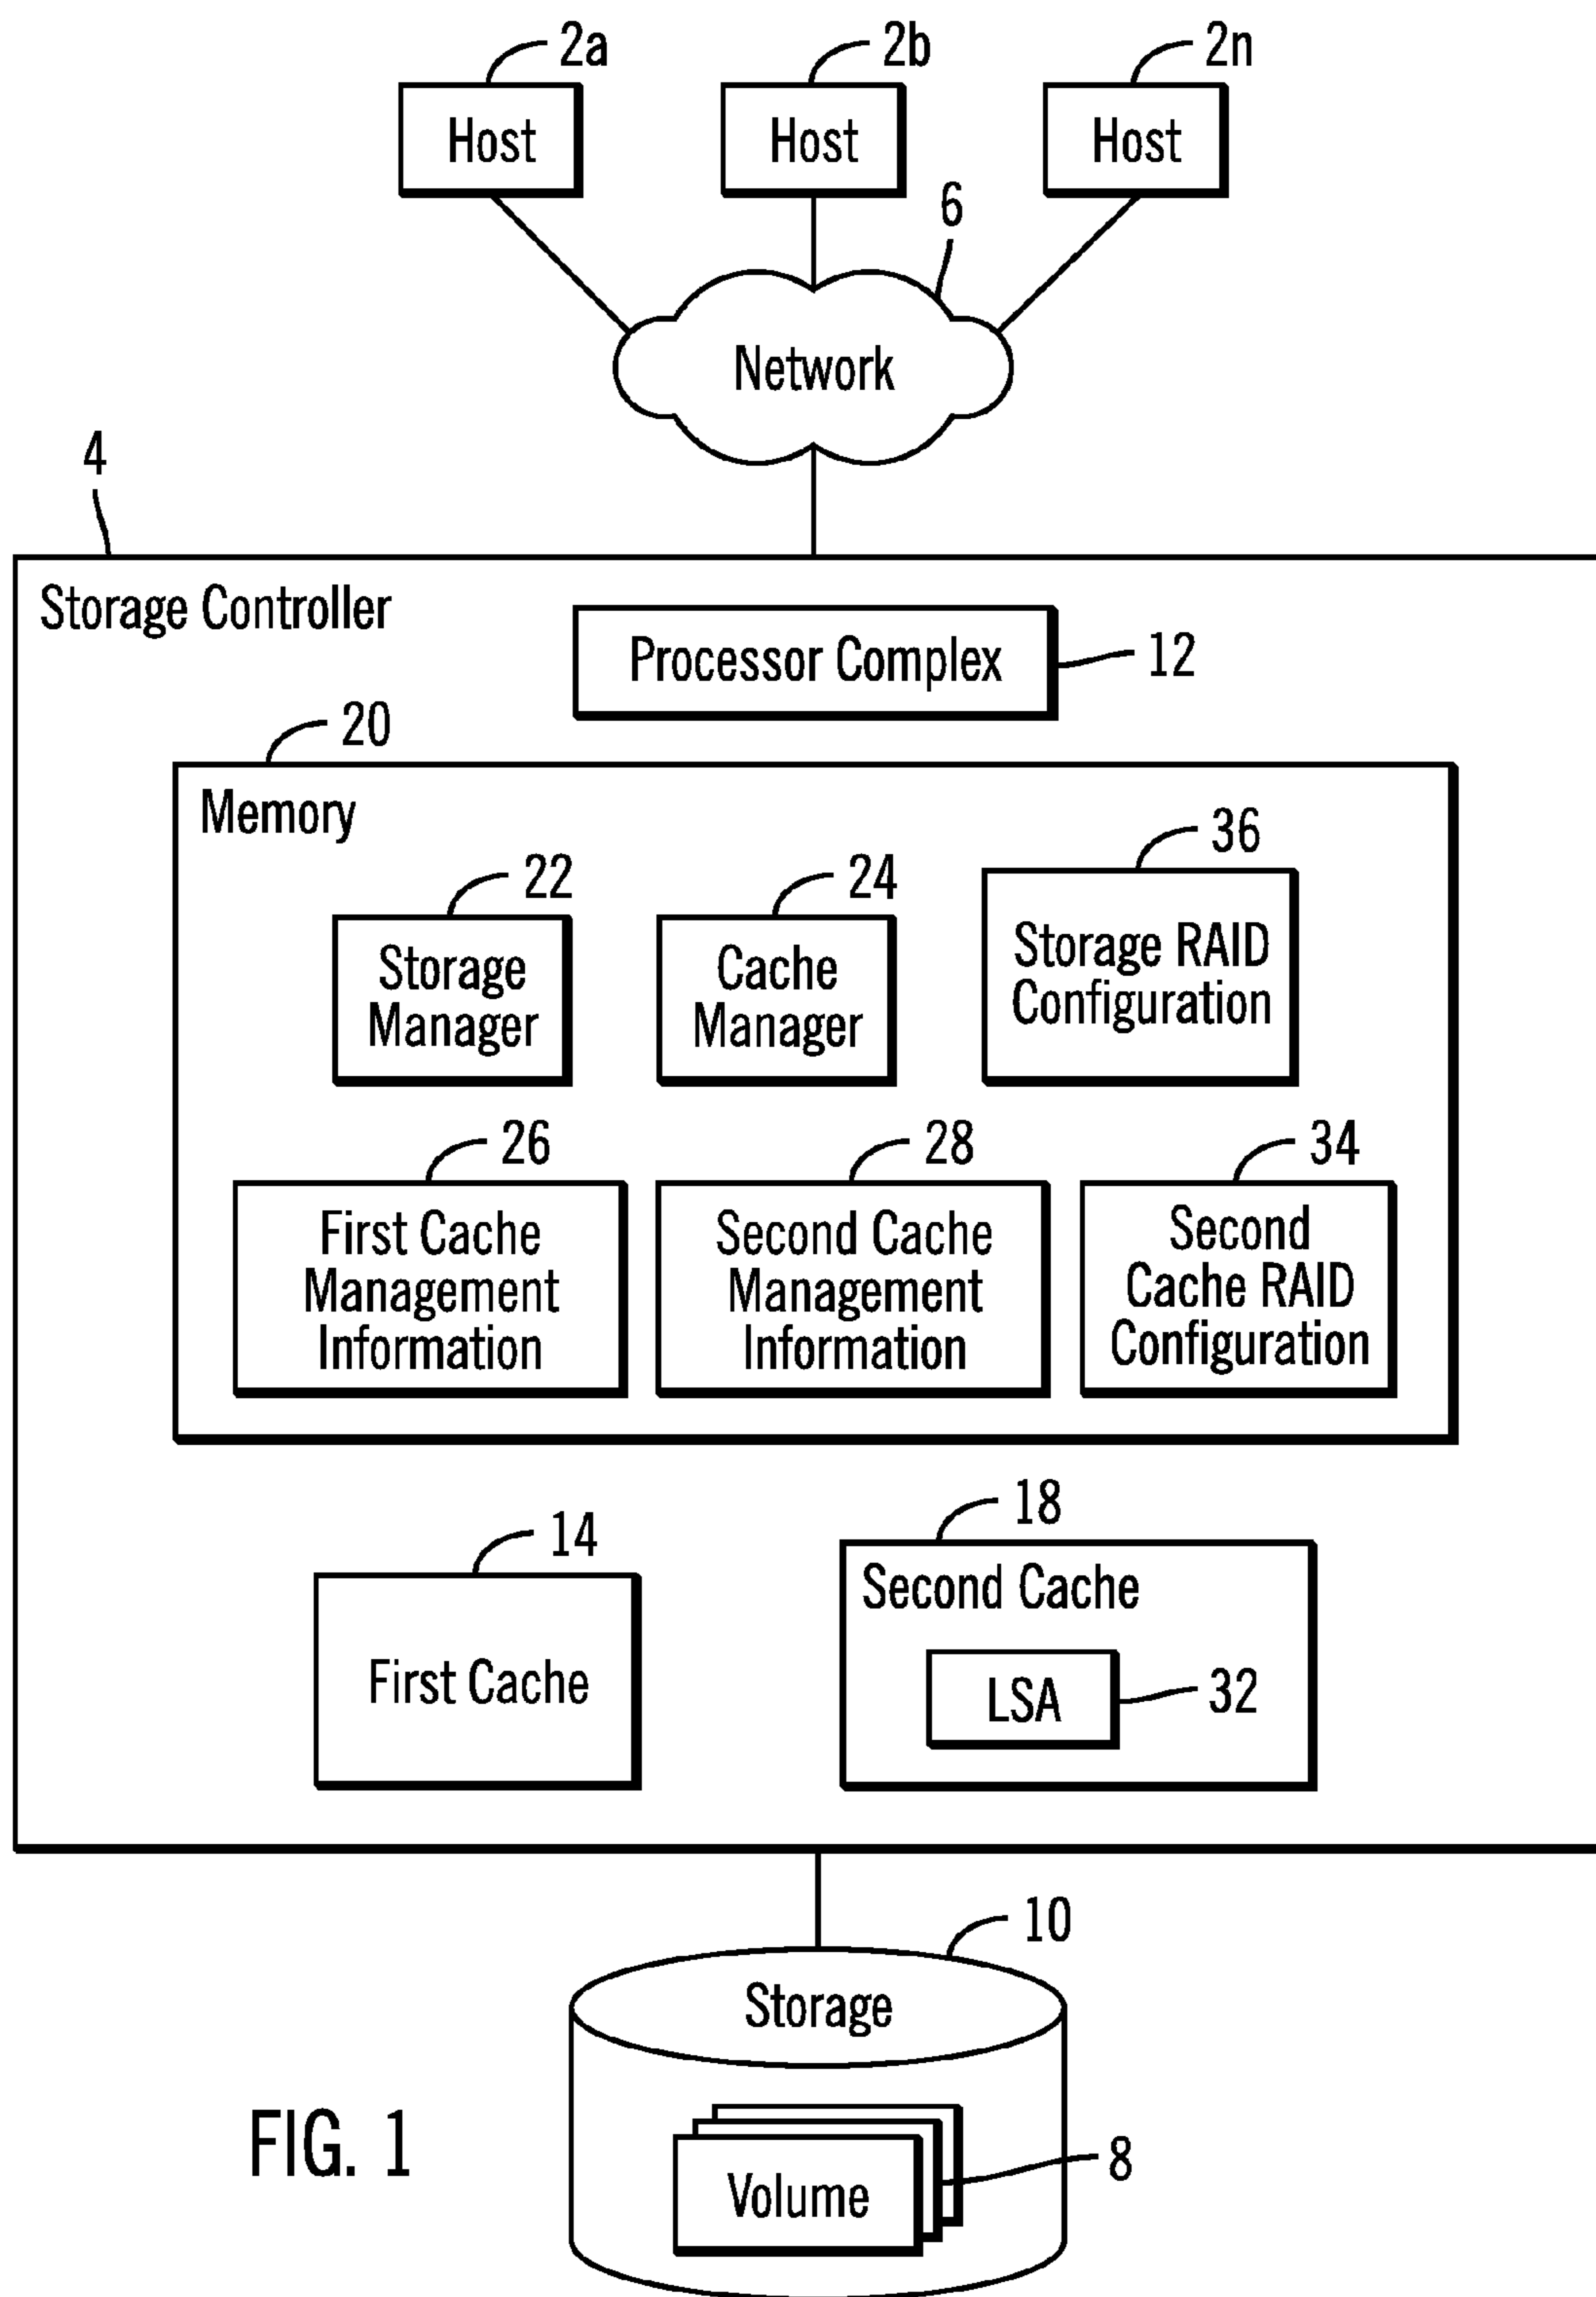 2a
2b
2n
Host
Host
Host
6
Network
4
Storage Controller
Processor Complex
12
20
Memory
22
24
36
Storage
Manager
Cache
Manager
Storage RAID
Configuration
26
28
34
First Cache
Management
Information
Second Cache
Management
Information
Second
Cache RAID
Configuration
14
18
First Cache
Second Cache
LSA
32
10
Storage
Volume
8
FIG. 1